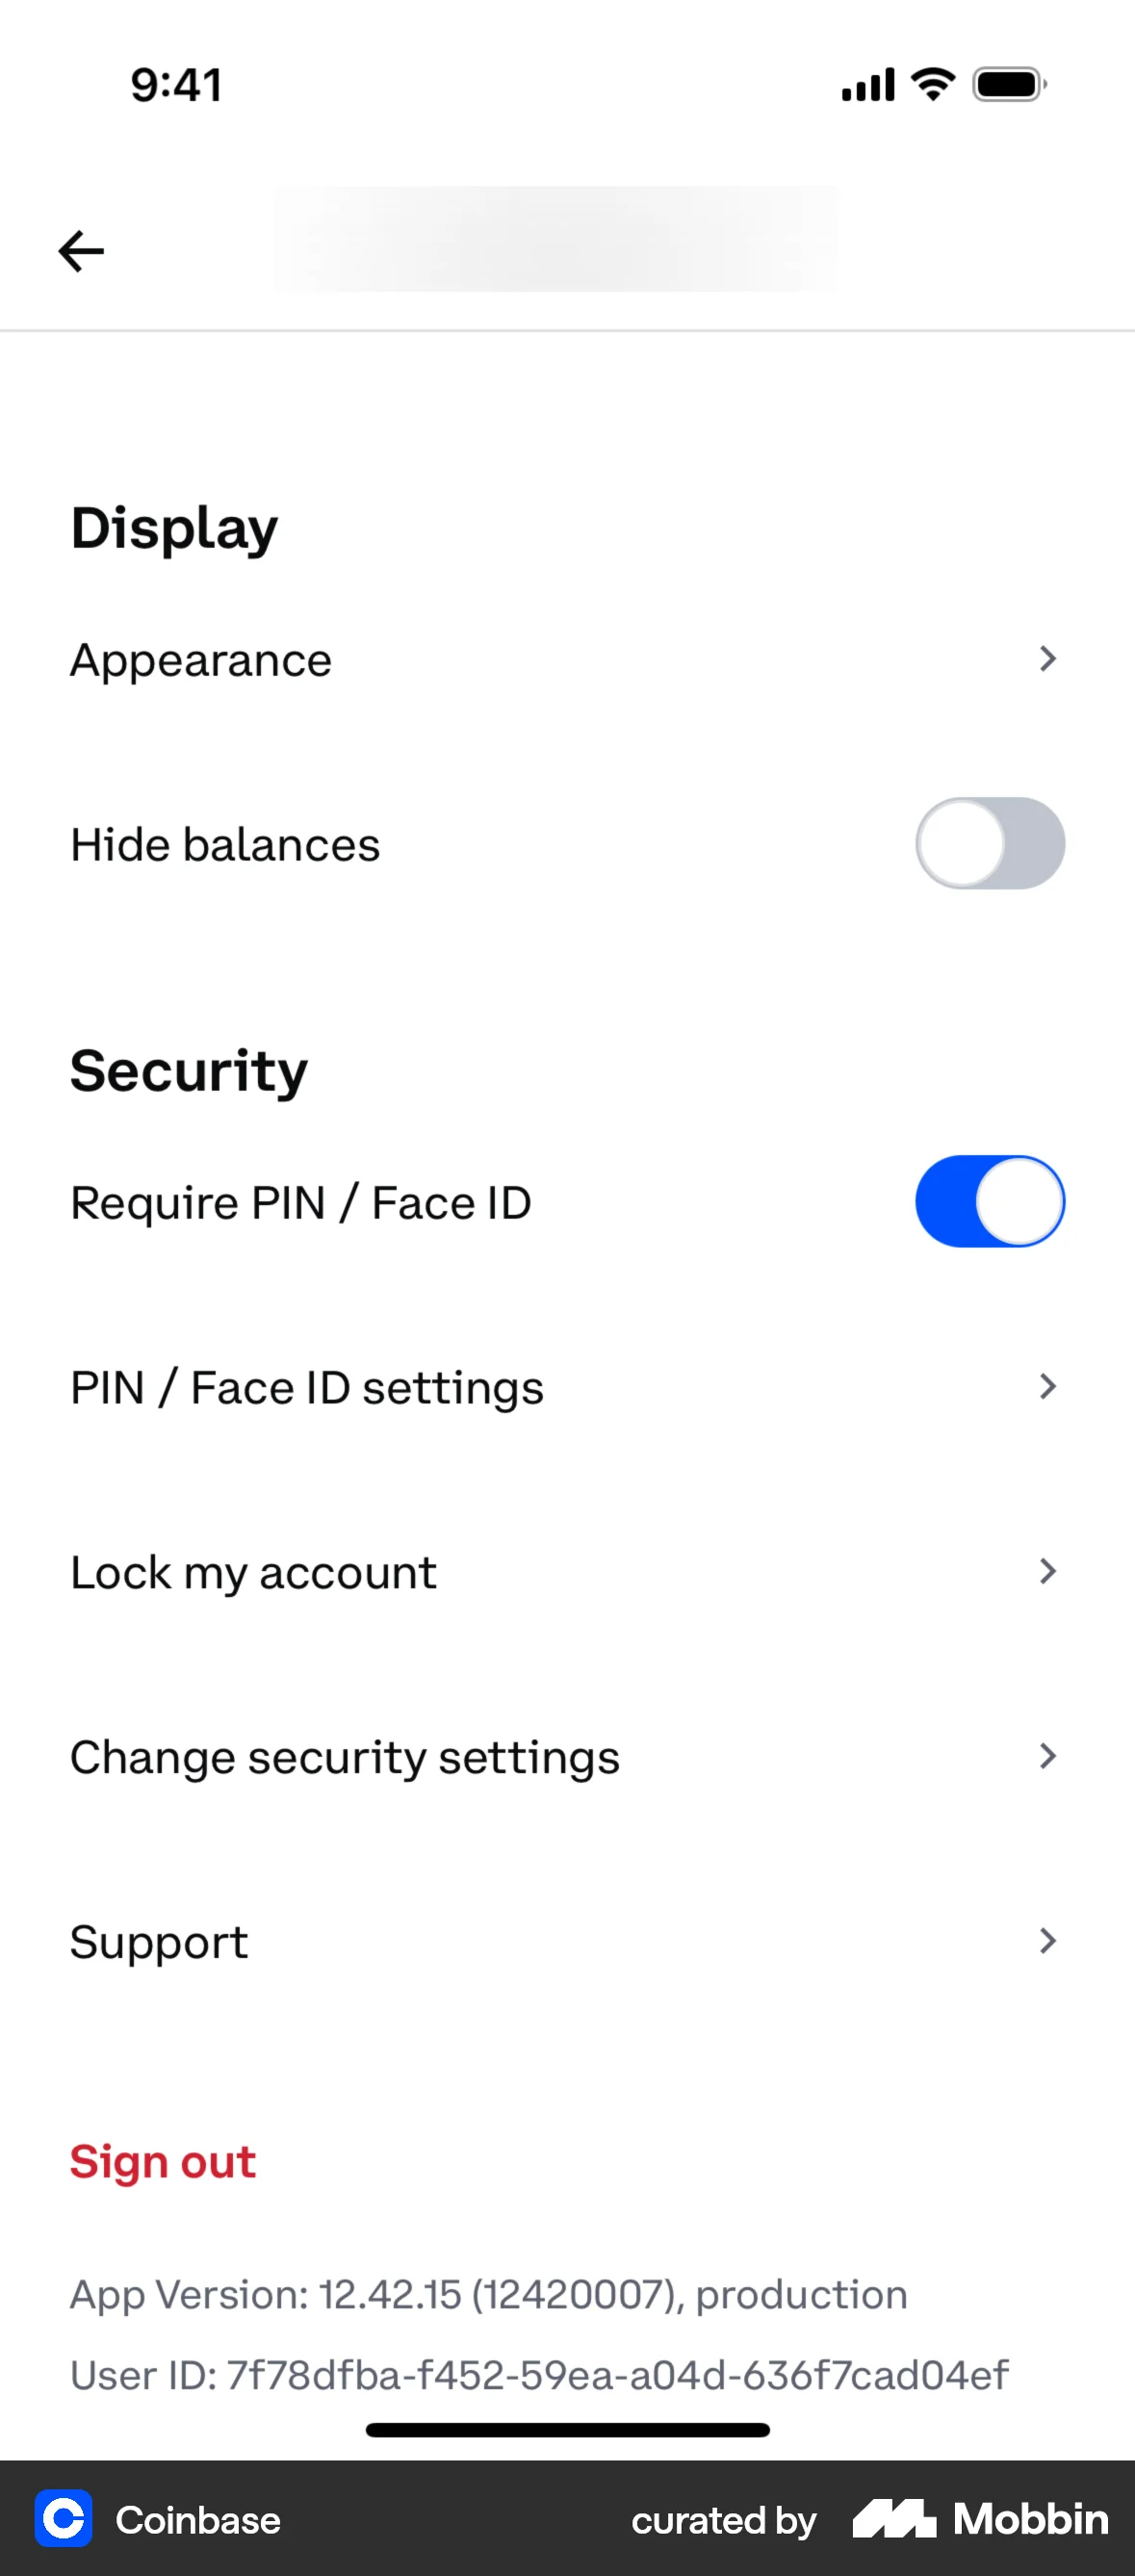 9:41
Display
Appearance
Hide balances
Security
Require PIN / Face ID
PIN / Face ID settings
Lock my account
Change security settings
Support
Sign out
App Version: 12.42.15 (12420007), production
User ID: 7f78dfba-f452-59ea-a04d-636f7cad04ef
Coinbase
curated by Mobbin